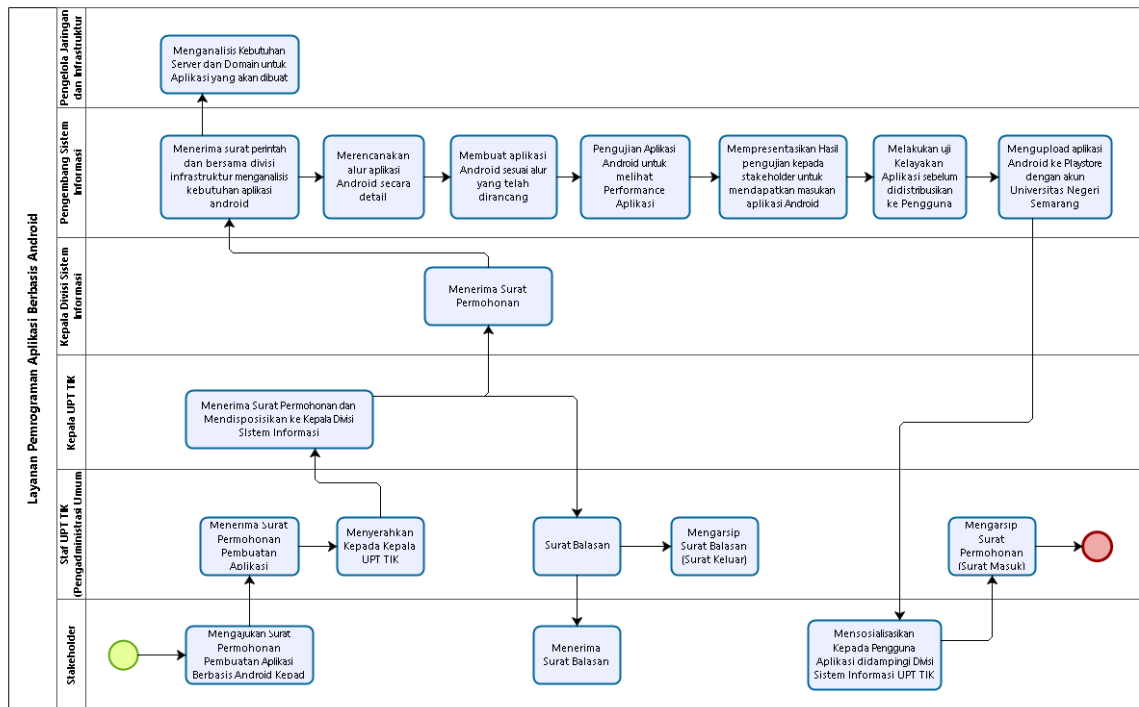 Layanan Pemrograman Aplikasi Berbasis Android
Pengelola Jaringan
dan Infrastruktur
Menganalisis Kebutuhan
Server dan Domain untuk
Aplikasi yang akan dibuat
Pengembang Sistem
Informasi
Menerima surat perintah
dan bersama divisi
infrastruktur menganalisis
kebutuhan aplikasi
android
Merencanakan
alur aplikasi
Android secara
detail
Membuat aplikasi
Android sesuai alur
yang telah
dirancang
Pengujian Aplikasi
Android untuk
melihat
Performance
Aplikasi
Mempresentasikan Hasil
pengujian kepada
stakeholder untuk
mendapatkan masukan
aplikasi Android
Melakukan uji
Kelayakan
Aplikasi sebelum
didistribusikan
ke Pengguna
Mengupload aplikasi
Android ke Playstore
dengan akun
Universitas Negeri
Semarang
Kepala Divisi Sistem
Informasi
Menerima Surat
Permohonan
Kepala UPT TIK
Menerima Surat Permohonan dan
Mendisposisikan ke Kepala Divisi
SIstem Informasi
Staf UPT TIK
(Pengadministrasi Umum)
Menerima Surat
Permohonan
Pembuatan
Aplikasi
Menyerahkan
Kepada Kepala
UPT TIK
Surat Balasan
Mengarsip
Surat Balasan
(Surat Keluar)
Mengarsip
Surat
Permohonan
(Surat Masuk)
Stakeholder
Mengajukan Surat
Permohonan
Pembuatan Aplikasi
Berbasis Android Kepad
Menerima
Surat Balasan
Mensosialisasikan
Kepada Pengguna
Aplikasi didampingi Divisi
Sistem Informasi UPT TIK